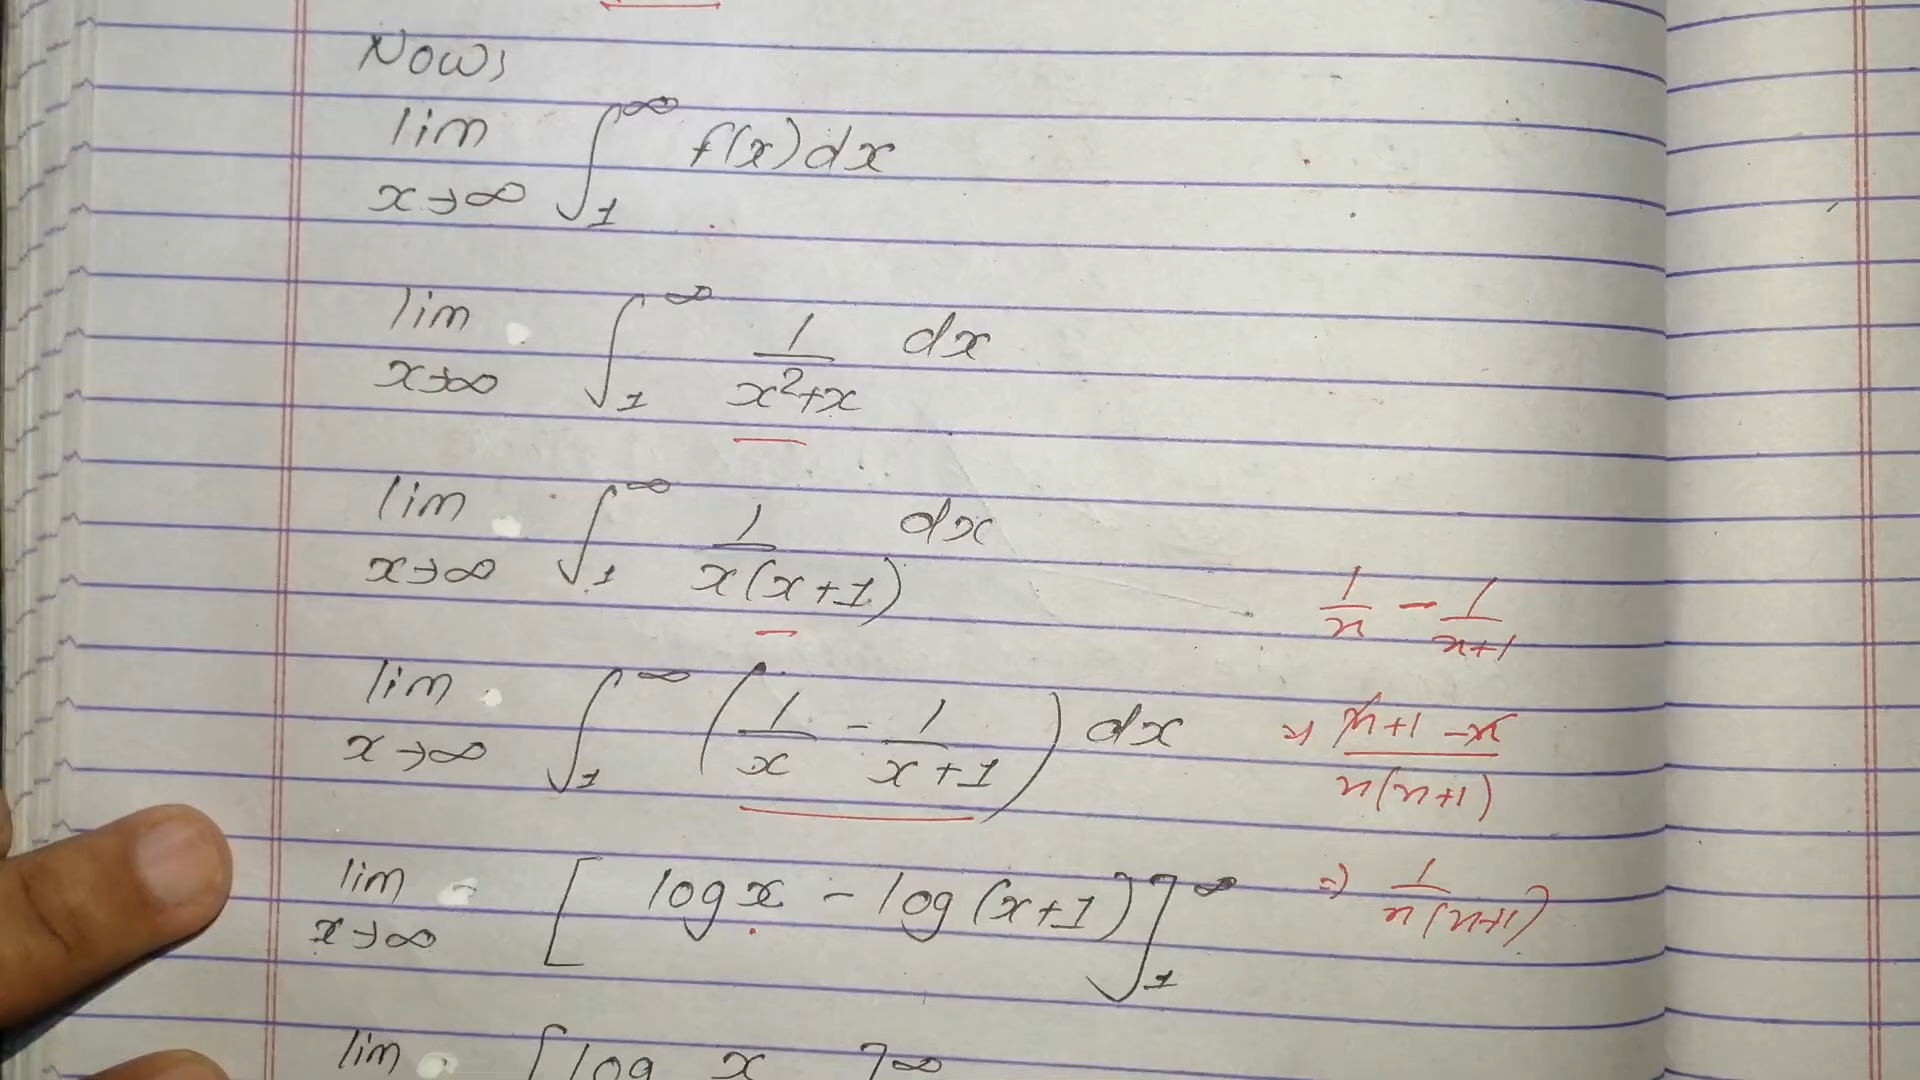 Now,
lim x→∞ ∫₁^∞ f(x) dx
lim x→∞ ∫₁^∞ 1/(x²+x) dx
lim x→∞ ∫₁^∞ 1/(x(x+1)) dx
1/x - 1/(x+1)
lim x→∞ ∫₁^∞ (1/x - 1/(x+1)) dx
x+1-x
x(x+1)
lim x→∞ [log x - log (x+1)]₁^∞
1/(x(x+1))
lim [log x ]^∞